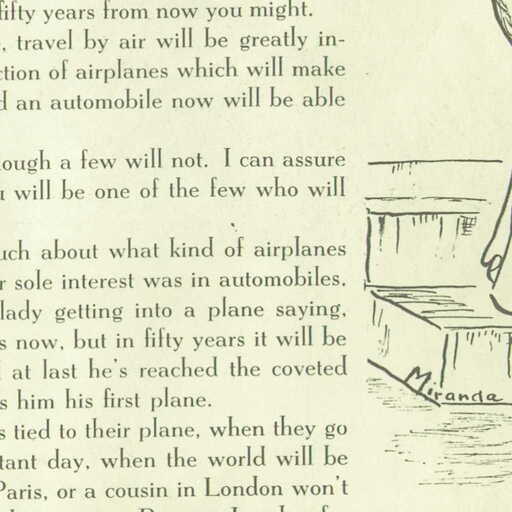 fifty years from now you might.
, travel by air will be greatly in-
ction of airplanes which will make
d an automobile now will be able
ough a few will not. I can assure
u will be one of the few who will
uch about what kind of airplanes
r sole interest was in automobiles.
lady getting into a plane saying,
s now, but in fifty years it will be
at last he's reached the coveted
s him his first plane.
s tied to their plane, when they go
tant day, when the world will be
Paris, or a cousin in London won't
Miranda